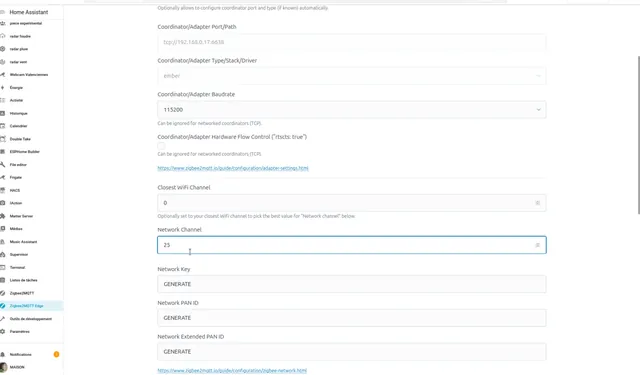 Home Assistant
piece experimental
radar foudre
radar pluie
radar vent
Webcam Valenciennes
Énergie
Activité
Historique
Calendrier
Double Take
ESPHome Builder
File editor
Frigate
HACS
Matter Server
Médias
Music Assistant
Supervisor
Terminal
Listes de tâches
Zigbee2MQTT
Zigbee2MQTT Edge
Outils de développement
Paramètres
Notifications
MAISON
Optionally allows to configure coordinator port and type (if known) automatically.
Coordinator/Adapter Port/Path
tcp://192.168.0.17:6638
Coordinator/Adapter Type/Stack/Driver
ember
Coordinator/Adapter Baudrate
115200
Can be ignored for networked coordinators (TCP).
Coordinator/Adapter Hardware Flow Control ("rtscts: true")
Can be ignored for networked coordinators (TCP).
https://www.zigbee2mqtt.io/guide/configuration/adapter-settings.html
Closest WiFi Channel
0
Optionally set to your closest WiFi channel to pick the best value for "Network channel" below.
Network Channel
25
Network Key
GENERATE
Network PAN ID
GENERATE
Network Extended PAN ID
GENERATE
https://www.zigbee2mqtt.io/guide/configuration/zigbee-network.html